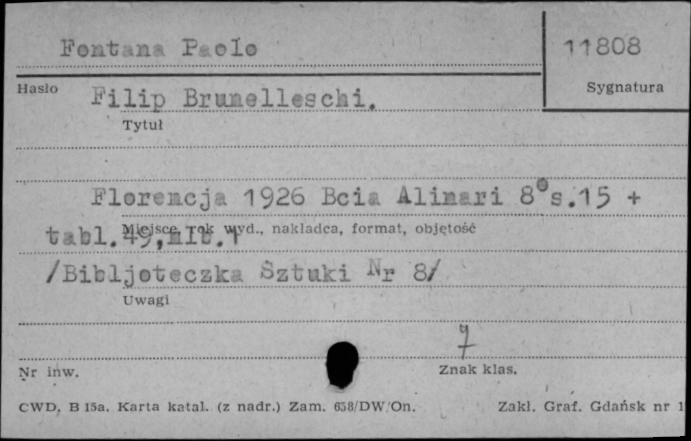 Fontana Paolo
11808
Hasło
Sygnatura
Filip Brunelleschi.
Tytuł
Florencja 1926 Bcia Alinari 8° s.15 +
tabl.49,nlb.1
Miejsce, rok wyd., nakładca, format, objętość
/Bibljoteczka Sztuki Nr 8/
Uwagi
7
Nr inw.
Znak klas.
CWD, B 15a. Karta katal. (z nadr.) Zam. 658/DW/On.
Zakł. Graf. Gdańsk nr 1